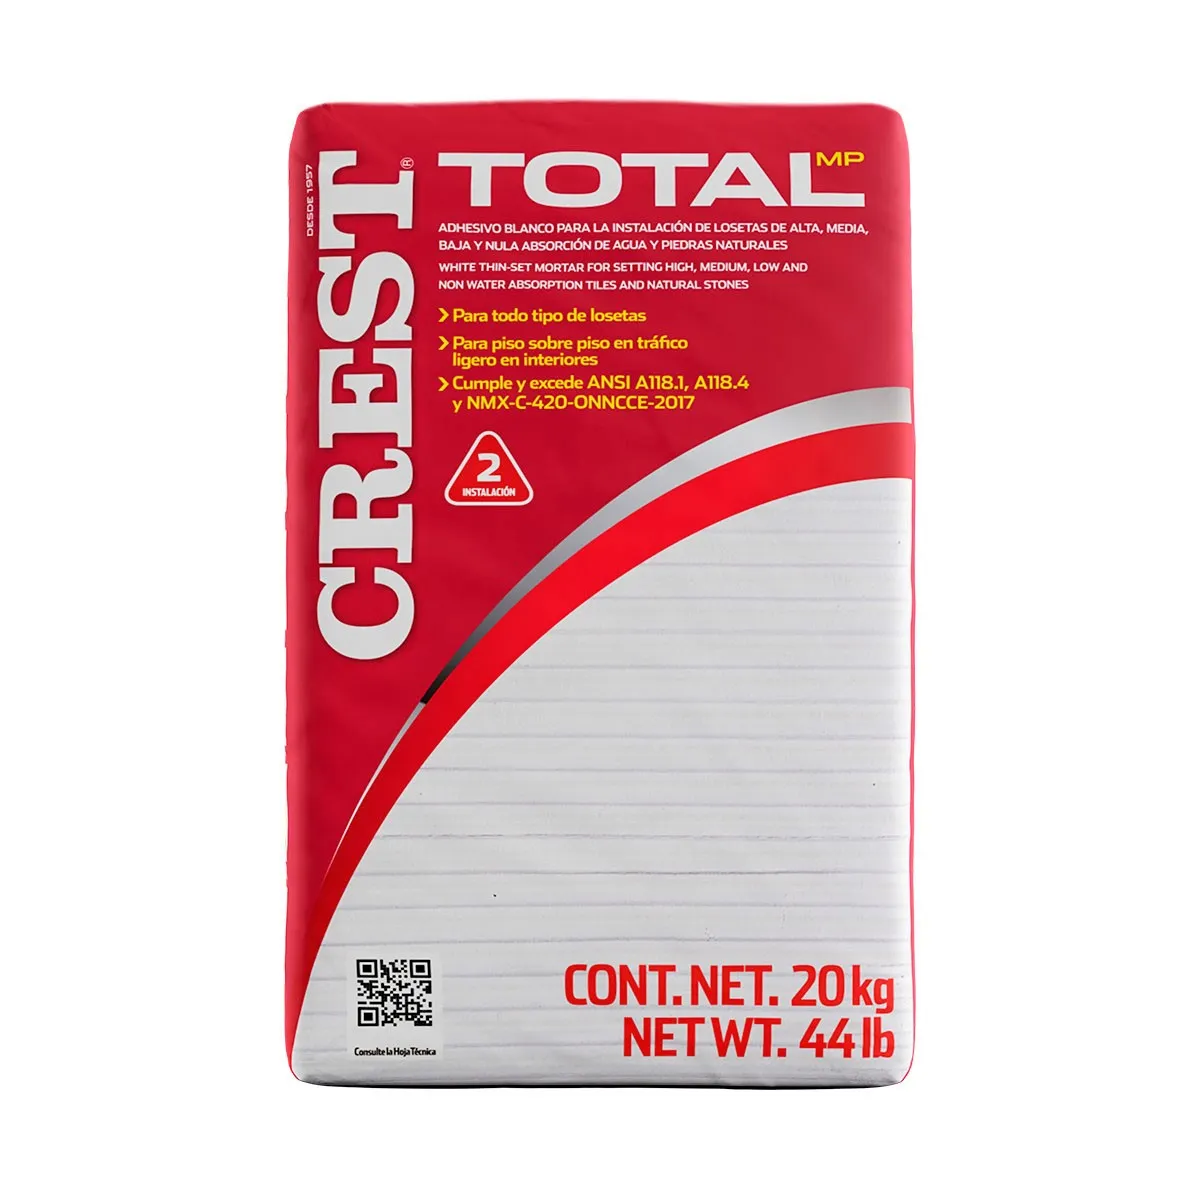 DESDE 1957
CREST®
TOTAL MP
ADHESIVO BLANCO PARA LA INSTALACIÓN DE LOSETAS DE ALTA, MEDIA,
BAJA Y NULA ABSORCIÓN DE AGUA Y PIEDRAS NATURALES
WHITE THIN-SET MORTAR FOR SETTING HIGH, MEDIUM, LOW AND
NON WATER ABSORPTION TILES AND NATURAL STONES
Para todo tipo de losetas
Para piso sobre piso en tráfico
ligero en interiores
Cumple y excede ANSI A118.1, A118.4
y NMX-C-420-ONNCCE-2017
2
INSTALACIÓN
CONT. NET. 20 kg
NET WT. 44 lb
Consulte la Hoja Técnica